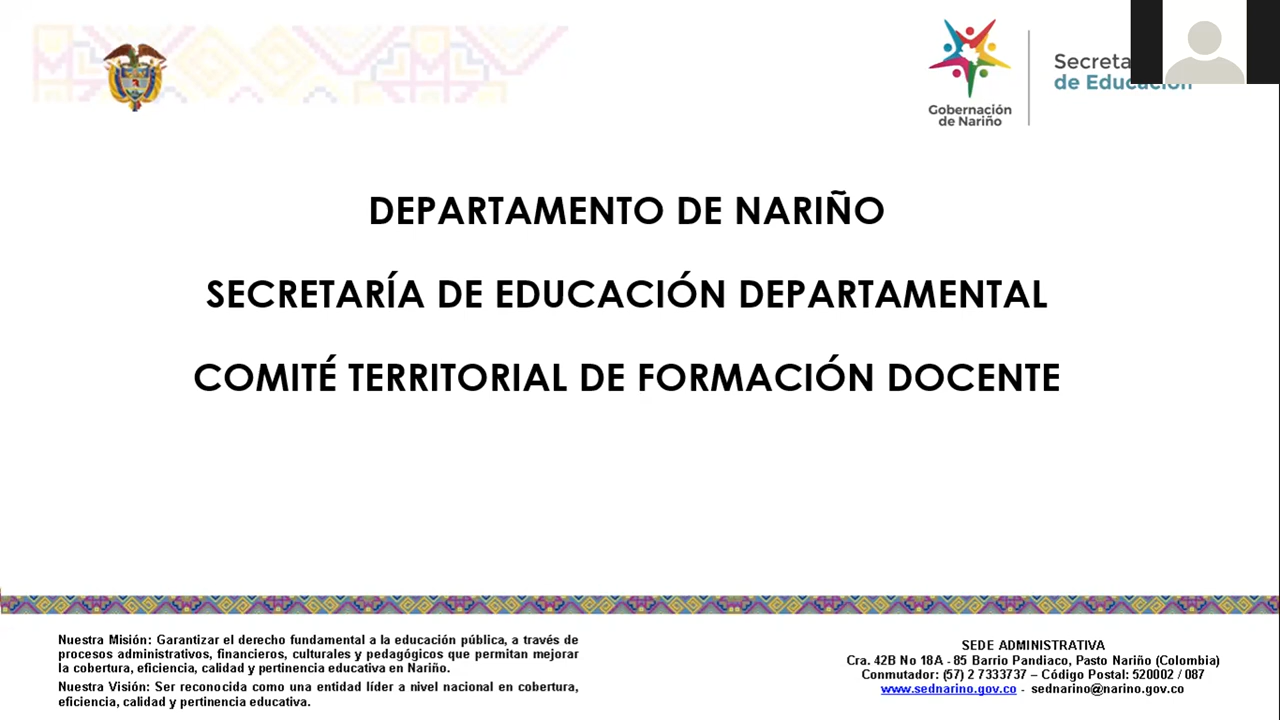 Gobernación
de Nariño
de Educación
DEPARTAMENTO DE NARIÑO
SECRETARÍA DE EDUCACIÓN DEPARTAMENTAL
COMITÉ TERRITORIAL DE FORMACIÓN DOCENTE
Nuestra Misión: Garantizar el derecho fundamental a la educación pública, a través de
procesos administrativos, financieros, culturales y pedagógicos que permitan mejorar
la cobertura, eficiencia, calidad y pertinencia educativa en Nariño.
Nuestra Visión: Ser reconocida como una entidad líder a nivel nacional en cobertura,
eficiencia, calidad y pertinencia educativa.
SEDE ADMINISTRATIVA
Cra. 42B No 18A - 85 Barrio Pandiaco, Pasto Nariño (Colombia)
Conmutador: (57) 2 7333737 – Código Postal: 520002 / 087
www.sednarino.gov.co - sednarino@narino.gov.co